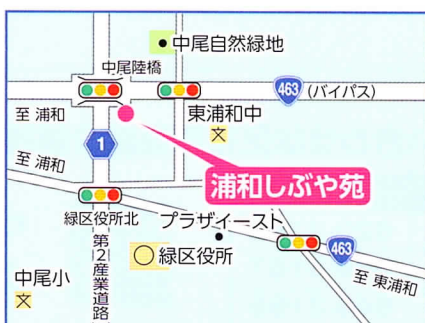 中尾自然緑地
中尾陸橋
463
(バイパス)
至 浦和
東浦和中
文
1
至 浦和
浦和しぶや苑
緑区役所北
プラザイースト
463
緑区役所
至 東浦和
第2産業道路
中尾小
文